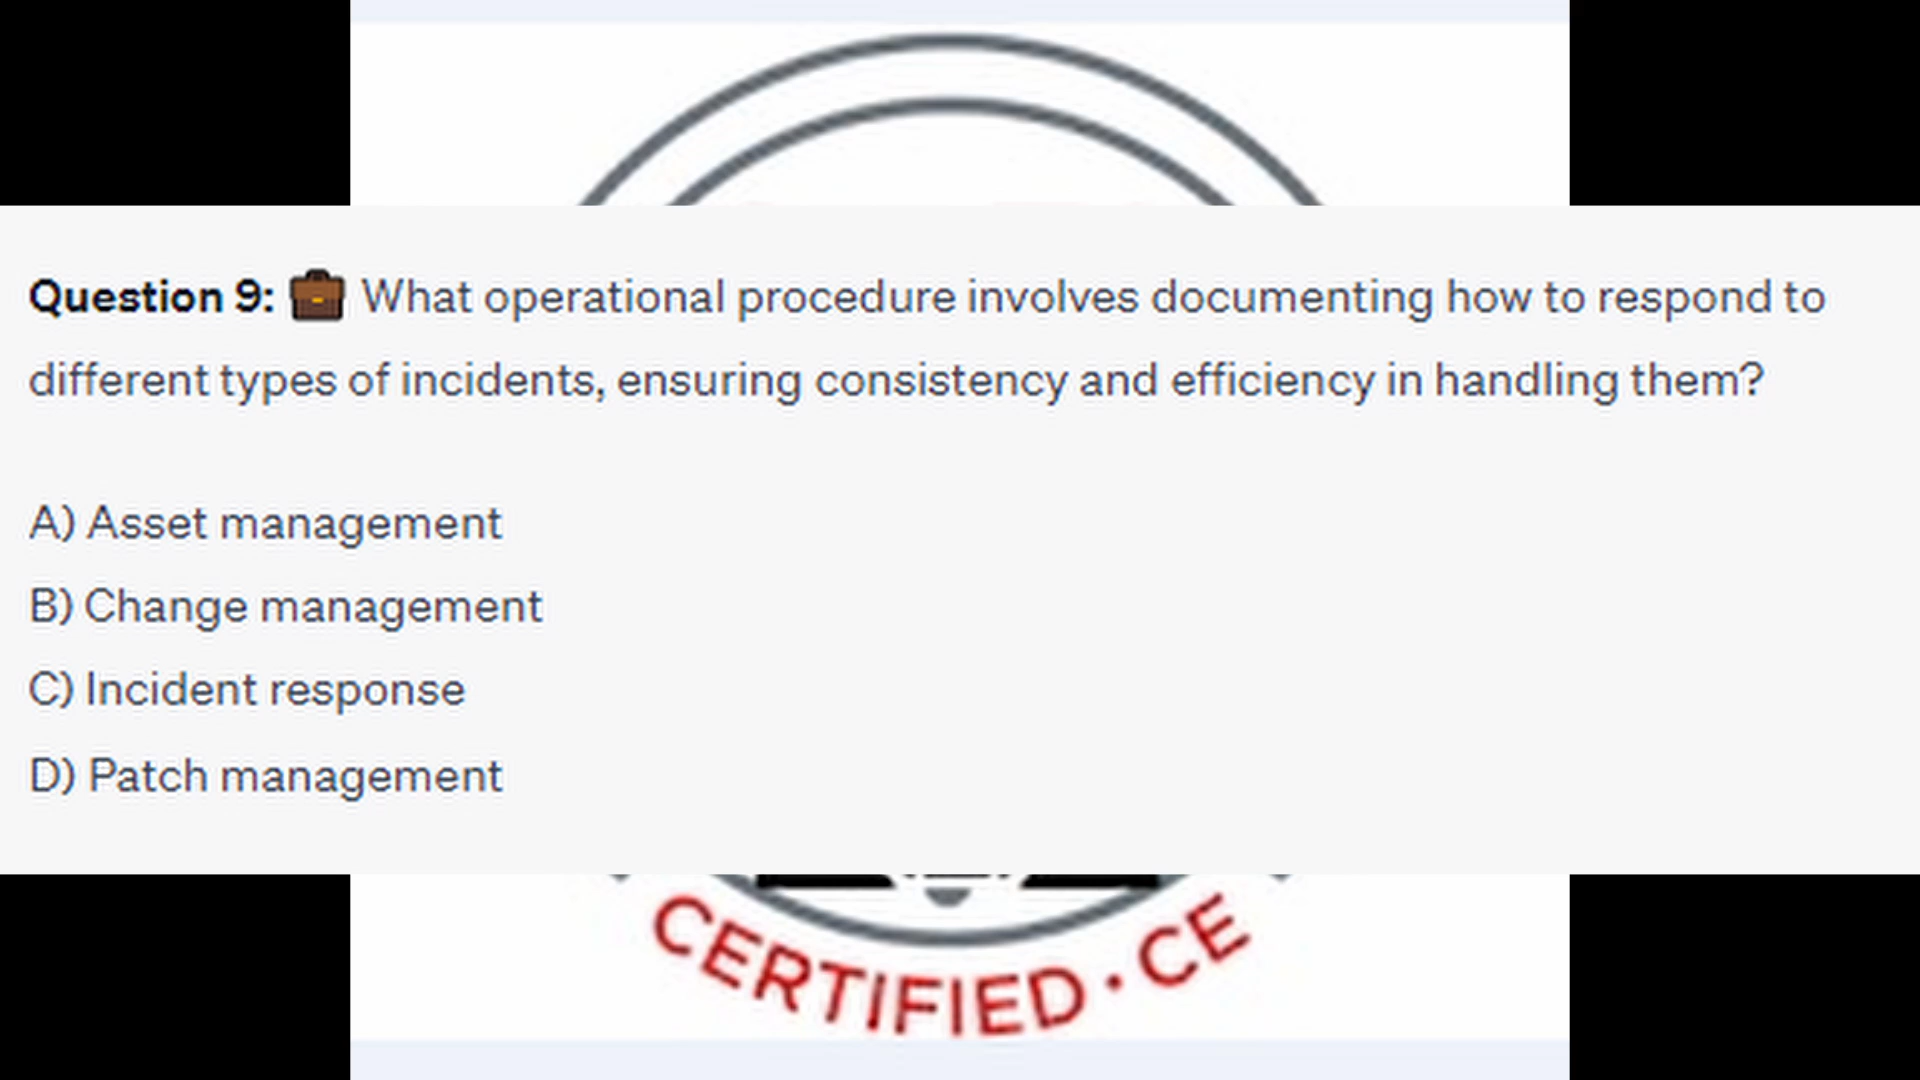 Question 9: 💼 What operational procedure involves documenting how to respond to
different types of incidents, ensuring consistency and efficiency in handling them?
A) Asset management
B) Change management
C) Incident response
D) Patch management
CERTIFIED · CE